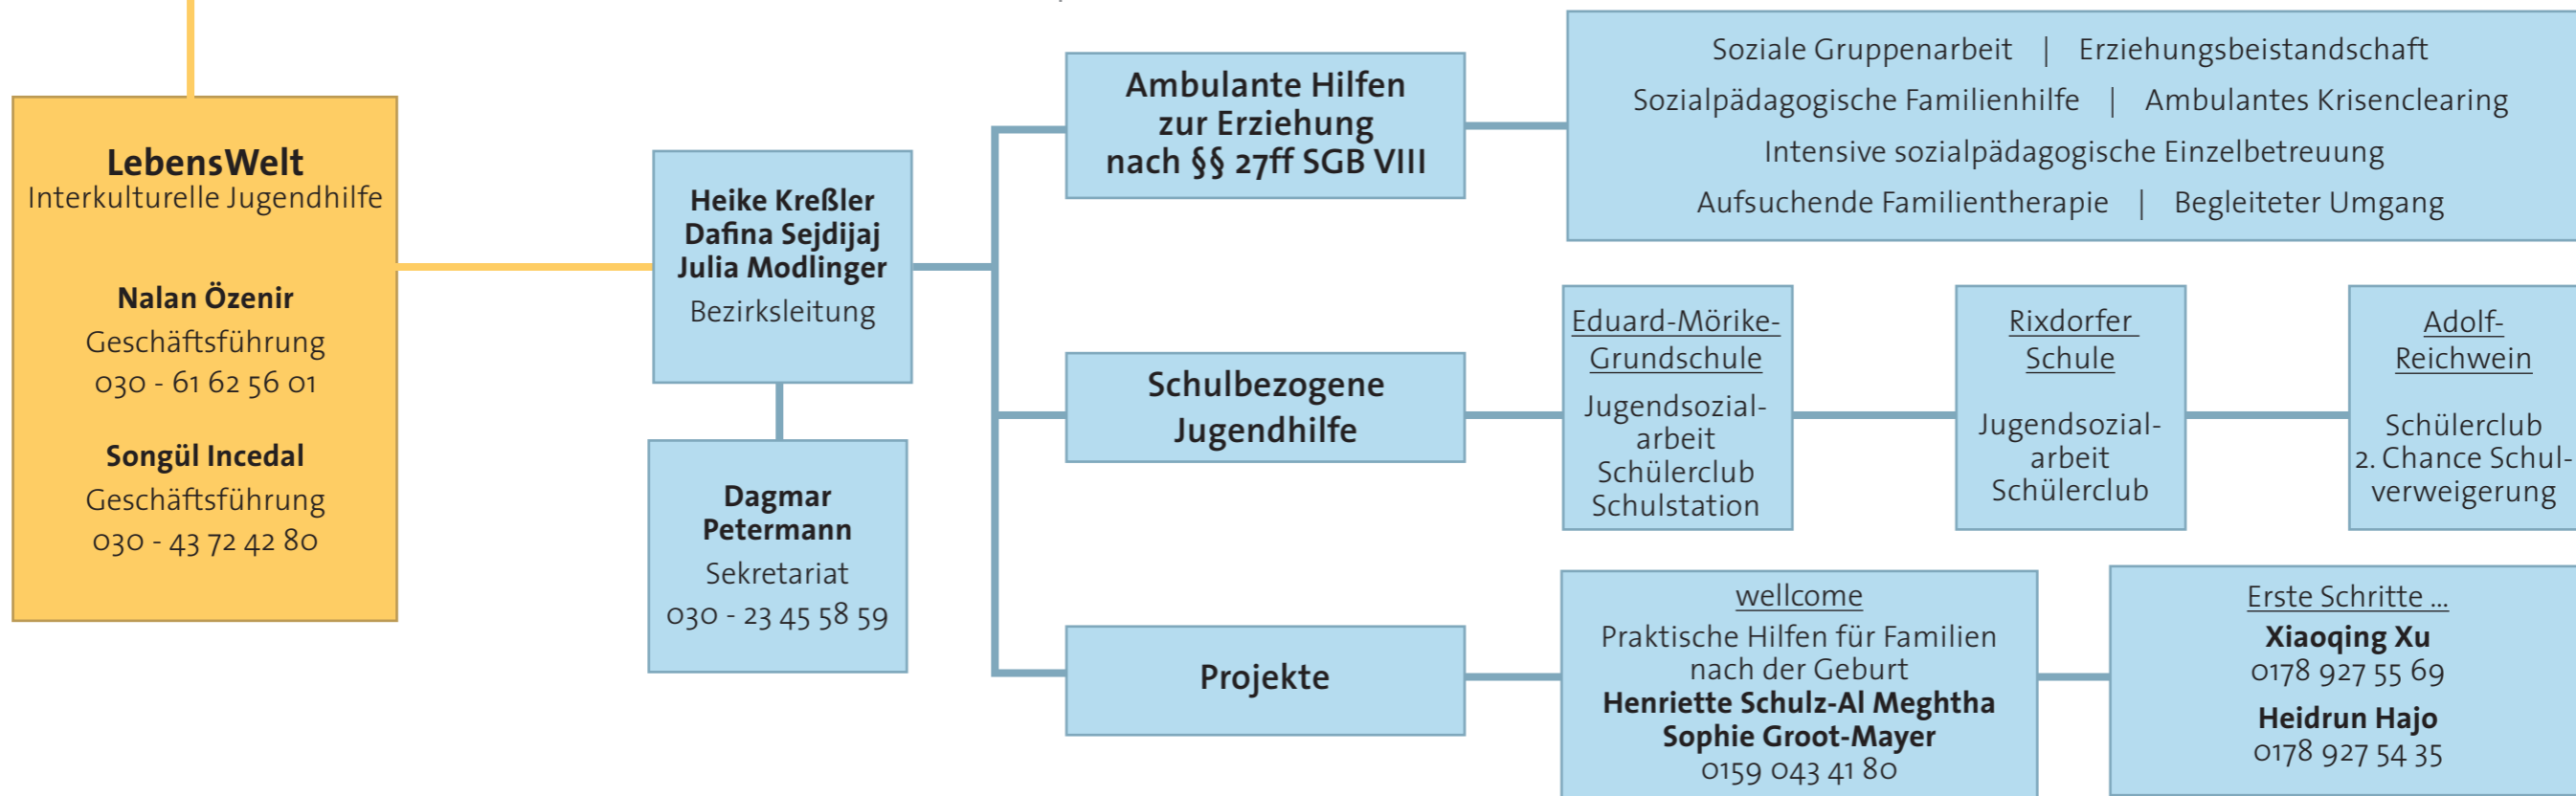 LebensWelt
Interkulturelle Jugendhilfe
Nalan Özenir
Geschäftsführung
030 - 61 62 56 01
Songül Incedal
Geschäftsführung
030 - 43 72 42 80
Heike Kreßler
Dafina Sejdijaj
Julia Modlinger
Bezirksleitung
Dagmar
Petermann
Sekretariat
030 - 23 45 58 59
Ambulante Hilfen
zur Erziehung
nach §§ 27ff SGB VIII
Soziale Gruppenarbeit | Erziehungsbeistandschaft
Sozialpädagogische Familienhilfe | Ambulantes Krisenclearing
Intensive sozialpädagogische Einzelbetreuung
Aufsuchende Familientherapie | Begleiteter Umgang
Schulbezogene
Jugendhilfe
Eduard-Mörike-
Grundschule
Jugendsozial-
arbeit
Schülerclub
Schulstation
Rixdorfer
Schule
Jugendsozial-
arbeit
Schülerclub
Adolf-
Reichwein
Schülerclub
2. Chance Schul-
verweigerung
Projekte
wellcome
Praktische Hilfen für Familien
nach der Geburt
Henriette Schulz-Al Meghtha
Sophie Groot-Mayer
0159 043 41 80
Erste Schritte ...
Xiaoqing Xu
0178 927 55 69
Heidrun Hajo
0178 927 54 35